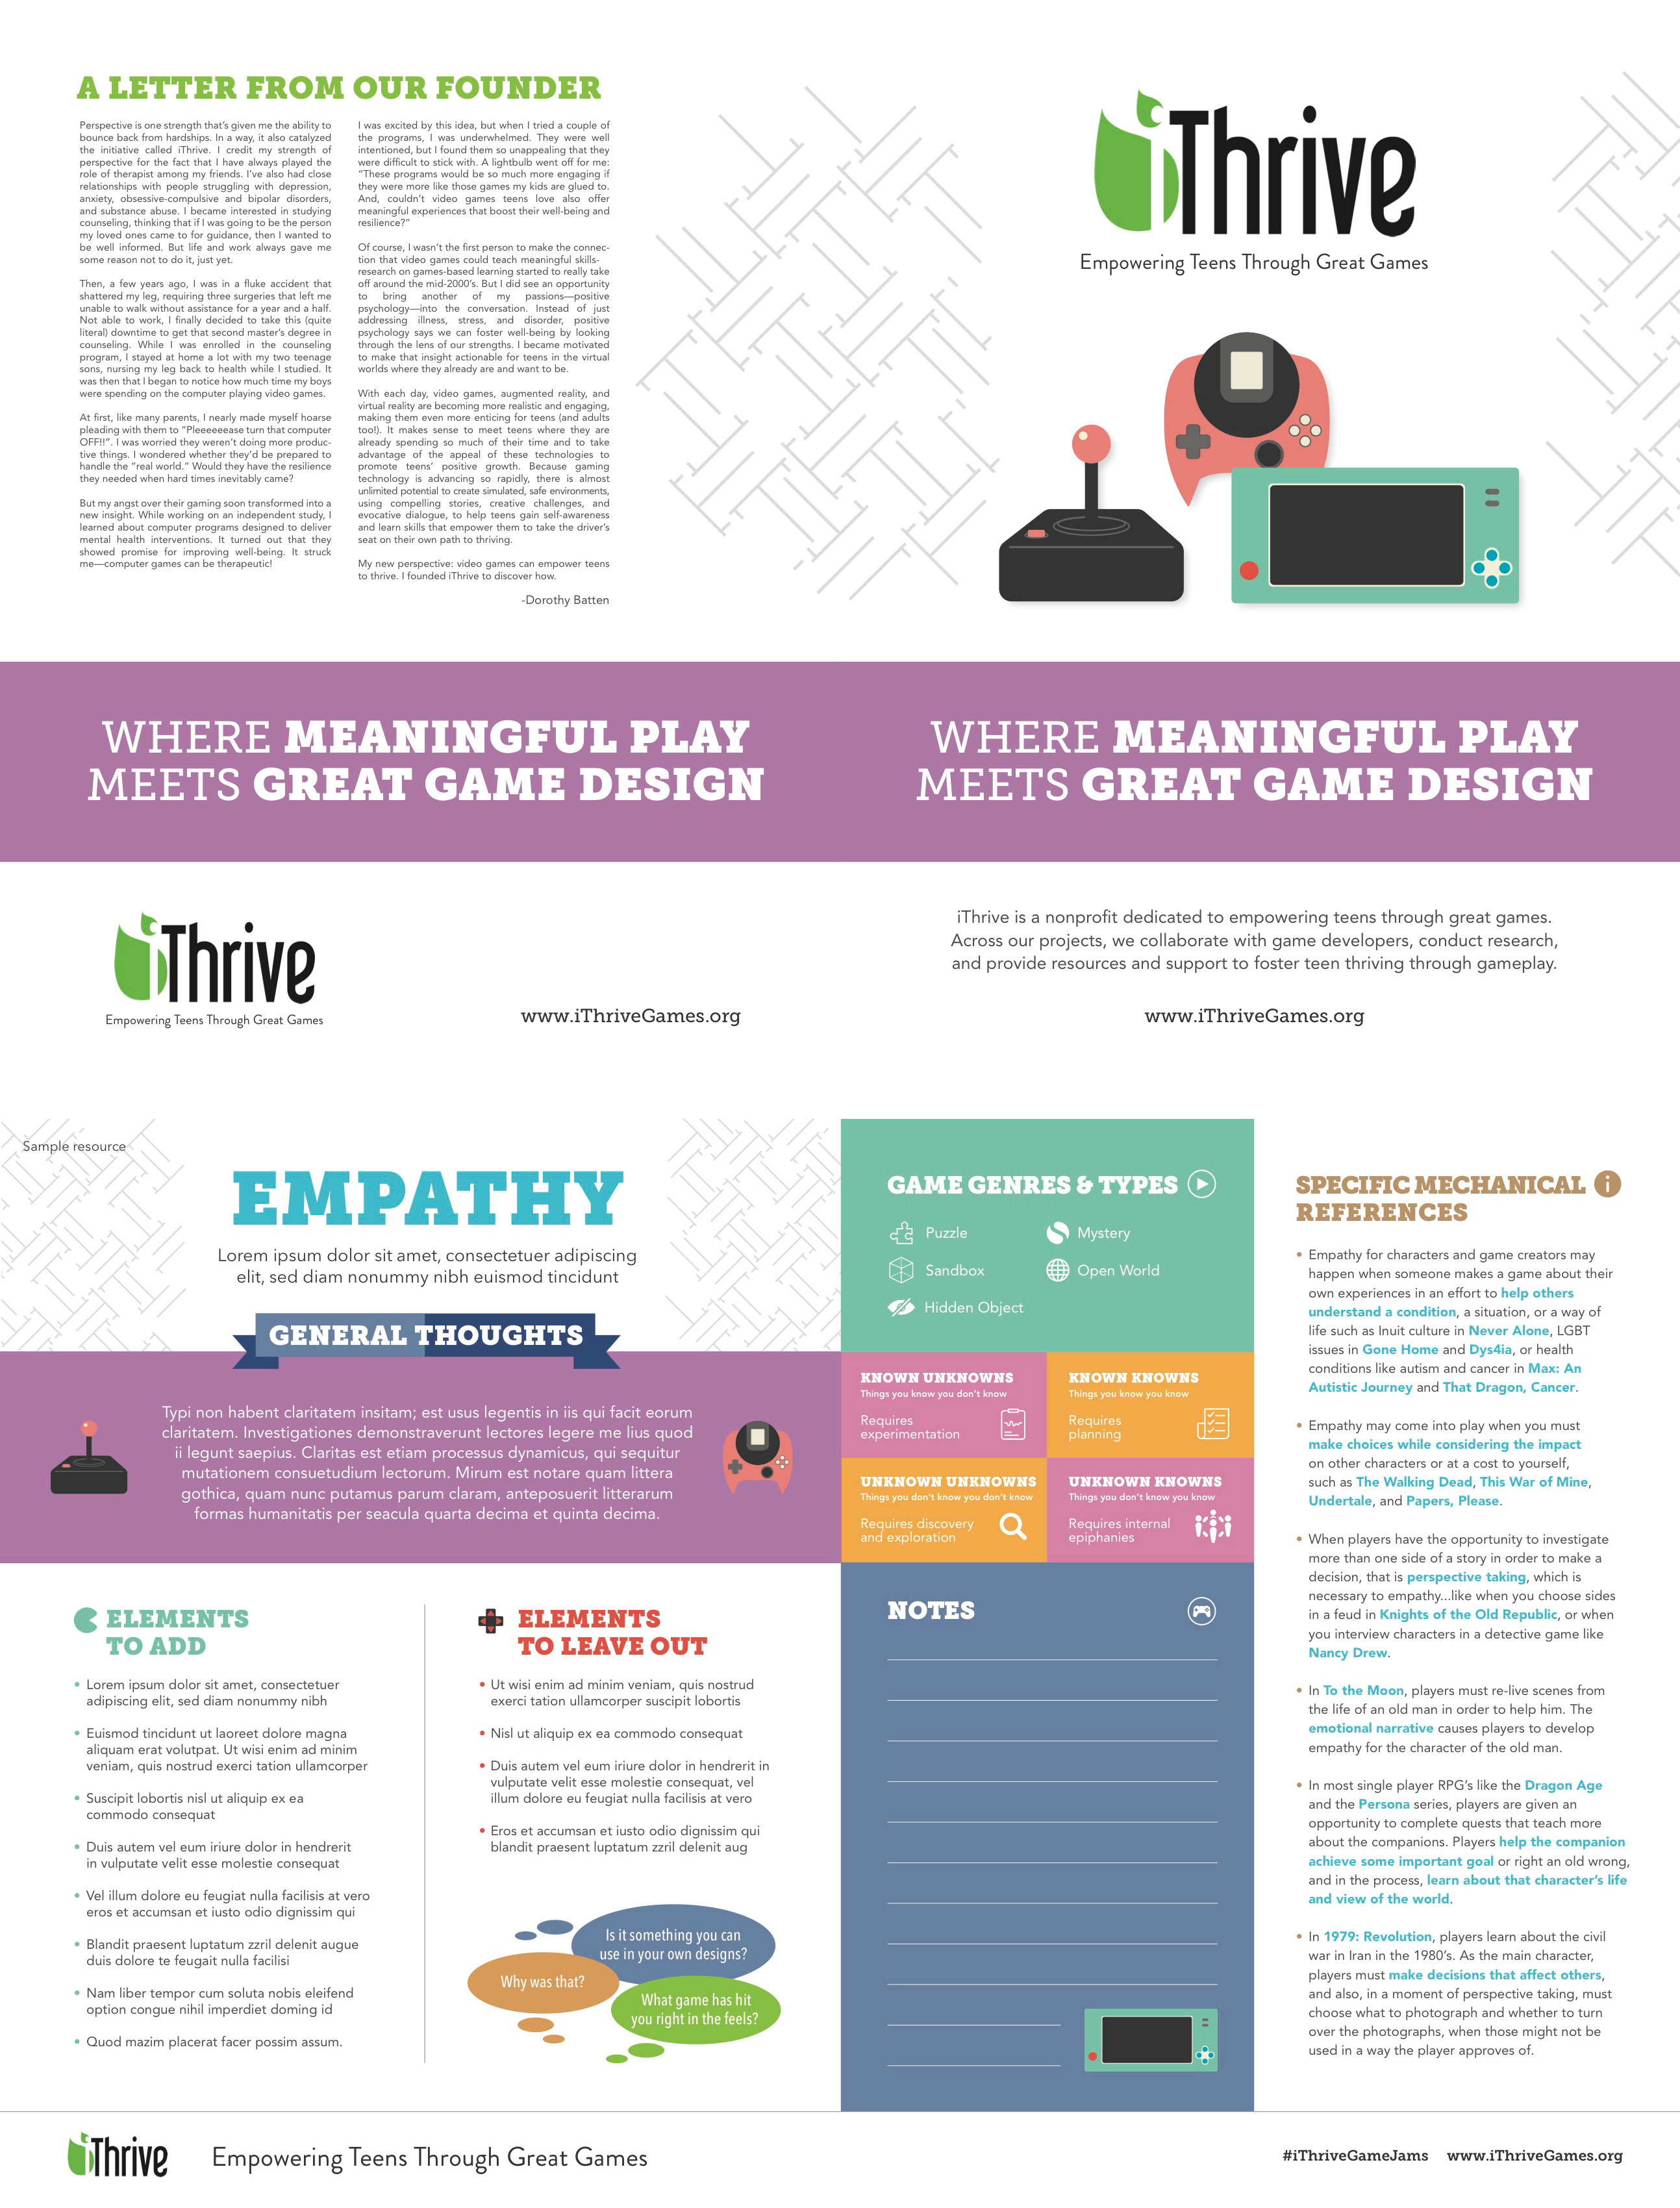 A LETTER FROM OUR FOUNDER
Perspective is one strength that's given me the ability to
bounce back from hardships. In a way, it also catalyzed
the initiative called iThrive. I credit my strength of
perspective for the fact that I have always played the
role of therapist among my friends. I've also had close
relationships with people struggling with depression,
anxiety, obsessive-compulsive and bipolar disorders,
and substance abuse. I became interested in studying
counseling, thinking that if I was going to be the person
my loved ones came to for guidance, then I wanted to
be well informed. But life and work always gave me
some reason not to do it, just yet.
Then, a few years ago, I was in a fluke accident that
shattered my leg, requiring three surgeries that left me
unable to walk without assistance for a year and a half.
Not able to work, I finally decided to take this (quite
literal) downtime to get that second master's degree in
counseling. While I was enrolled in the counseling
program, I stayed at home a lot with my two teenage
sons, nursing my leg back to health while I studied. It
was then that I began to notice how much time my boys
were spending on the computer playing video games.
At first, like many parents, I nearly made myself hoarse
pleading with them to "Pleeeeeease turn that computer
OFF!!". I was worried they weren't doing more produc-
tive things. I wondered whether they'd be prepared to
handle the "real world." Would they have the resilience
they needed when hard times inevitably came?
But my angst over their gaming soon transformed into a
new insight. While working on an independent study, I
learned about computer programs designed to deliver
mental health interventions. It turned out that they
showed promise for improving well-being. It struck
me—computer games can be therapeutic!
I was excited by this idea, but when I tried a couple of
the programs, I was underwhelmed. They were well
intentioned, but I found them so unappealing that they
were difficult to stick with. A lightbulb went off for me:
"These programs would be so much more engaging if
they were more like those games my kids are glued to.
And, couldn't video games teens love also offer
meaningful experiences that boost their well-being and
resilience?"
Of course, I wasn't the first person to make the connec-
tion that video games could teach meaningful skills-
research on games-based learning started to really take
off around the mid-2000's. But I did see an opportunity
to bring another of my passions—positive
psychology—into the conversation. Instead of just
addressing illness, stress, and disorder, positive
psychology says we can foster well-being by looking
through the lens of our strengths. I became motivated
to make that insight actionable for teens in the virtual
worlds where they already are and want to be.
With each day, video games, augmented reality, and
virtual reality are becoming more realistic and engaging,
making them even more enticing for teens (and adults
too!). It makes sense to meet teens where they are
already spending so much of their time and to take
advantage of the appeal of these technologies to
promote teens' positive growth. Because gaming
technology is advancing so rapidly, there is almost
unlimited potential to create simulated, safe environments,
using compelling stories, creative challenges, and
evocative dialogue, to help teens gain self-awareness
and learn skills that empower them to take the driver's
seat on their own path to thriving.
My new perspective: video games can empower teens
to thrive. I founded iThrive to discover how.
-Dorothy Batten
iThrive
Empowering Teens Through Great Games
WHERE MEANINGFUL PLAY
MEETS GREAT GAME DESIGN
WHERE MEANINGFUL PLAY
MEETS GREAT GAME DESIGN
iThrive
Empowering Teens Through Great Games
www.iThriveGames.org
iThrive is a nonprofit dedicated to empowering teens through great games.
Across our projects, we collaborate with game developers, conduct research,
and provide resources and support to foster teen thriving through gameplay.
www.iThriveGames.org
Sample resource
EMPATHY
Lorem ipsum dolor sit amet, consectetuer adipiscing
elit, sed diam nonummy nibh euismod tincidunt
GENERAL THOUGHTS
Typi non habent claritatem insitam; est usus legentis in iis qui facit eorum
claritatem. Investigationes demonstraverunt lectores legere me lius quod
ii legunt saepius. Claritas est etiam processus dynamicus, qui sequitur
mutationem consuetudium lectorum. Mirum est notare quam littera
gothica, quam nunc putamus parum claram, anteposuerit litterarum
formas humanitatis per seacula quarta decima et quinta decima.
ELEMENTS
TO ADD
• Lorem ipsum dolor sit amet, consectetuer
adipiscing elit, sed diam nonummy nibh
• Euismod tincidunt ut laoreet dolore magna
aliquam erat volutpat. Ut wisi enim ad minim
veniam, quis nostrud exerci tation ullamcorper
• Suscipit lobortis nisl ut aliquip ex ea
commodo consequat
• Duis autem vel eum iriure dolor in hendrerit
in vulputate velit esse molestie consequat
• Vel illum dolore eu feugiat nulla facilisis at vero
eros et accumsan et iusto odio dignissim qui
• Blandit praesent luptatum zzril delenit augue
duis dolore te feugait nulla facilisi
• Nam liber tempor cum soluta nobis eleifend
option congue nihil imperdiet doming id
• Quod mazim placerat facer possim assum.
ELEMENTS
TO LEAVE OUT
• Ut wisi enim ad minim veniam, quis nostrud
exerci tation ullamcorper suscipit lobortis
• Nisl ut aliquip ex ea commodo consequat
• Duis autem vel eum iriure dolor in hendrerit in
vulputate velit esse molestie consequat, vel
illum dolore eu feugiat nulla facilisis at vero
• Eros et accumsan et iusto odio dignissim qui
blandit praesent luptatum zzril delenit aug
Is it something you can
use in your own designs?
Why was that?
What game has hit
you right in the feels?
GAME GENRES & TYPES
Puzzle
Mystery
Sandbox
Open World
Hidden Object
KNOWN UNKNOWNS
Things you know you don't know
Requires
experimentation
KNOWN KNOWNS
Things you know you know
Requires
planning
UNKNOWN UNKNOWNS
Things you don't know you don't know
Requires discovery
and exploration
UNKNOWN KNOWNS
Things you don't know you know
Requires internal
epiphanies
NOTES
SPECIFIC MECHANICAL
REFERENCES
• Empathy for characters and game creators may
happen when someone makes a game about their
own experiences in an effort to help others
understand a condition, a situation, or a way of
life such as Inuit culture in Never Alone, LGBT
issues in Gone Home and Dys4ia, or health
conditions like autism and cancer in Max: An
Autistic Journey and That Dragon, Cancer.
• Empathy may come into play when you must
make choices while considering the impact
on other characters or at a cost to yourself,
such as The Walking Dead, This War of Mine,
Undertale, and Papers, Please.
• When players have the opportunity to investigate
more than one side of a story in order to make a
decision, that is perspective taking, which is
necessary to empathy...like when you choose sides
in a feud in Knights of the Old Republic, or when
you interview characters in a detective game like
Nancy Drew.
• In To the Moon, players must re-live scenes from
the life of an old man in order to help him. The
emotional narrative causes players to develop
empathy for the character of the old man.
• In most single player RPG's like the Dragon Age
and the Persona series, players are given an
opportunity to complete quests that teach more
about the companions. Players help the companion
achieve some important goal or right an old wrong,
and in the process, learn about that character's life
and view of the world.
• In 1979: Revolution, players learn about the civil
war in Iran in the 1980's. As the main character,
players must make decisions that affect others,
and also, in a moment of perspective taking, must
choose what to photograph and whether to turn
over the photographs, when those might not be
used in a way the player approves of.
iThrive
Empowering Teens Through Great Games
#iThriveGameJams
www.iThriveGames.org